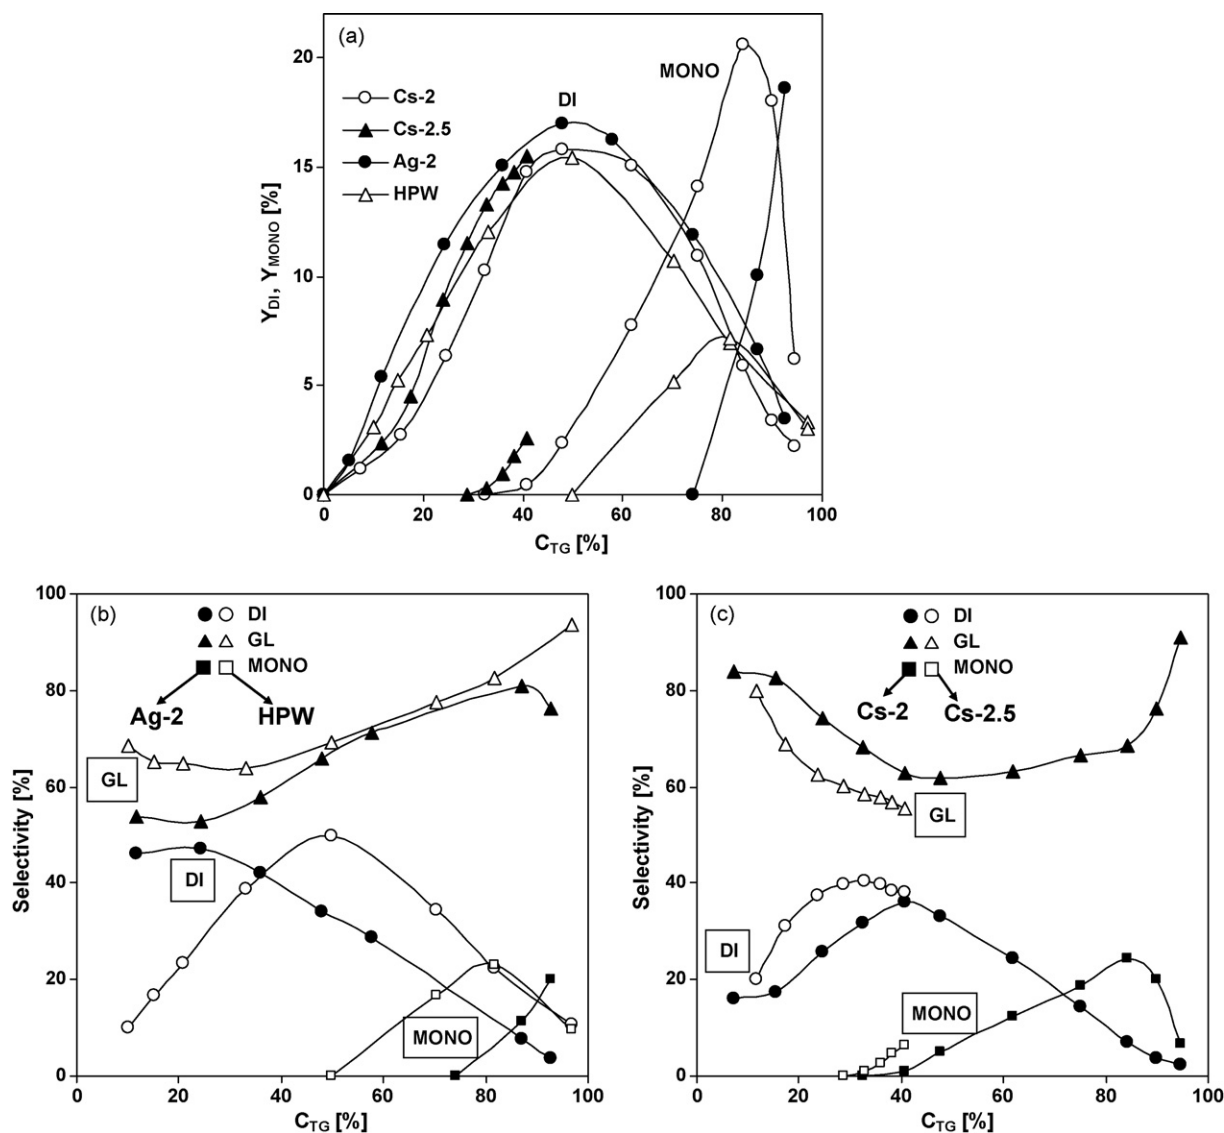 (a)
20
15
10
5
0
Y_DI, Y_MONO [%]
Cs-2
Cs-2.5
Ag-2
HPW
DI
MONO
0 20 40 60 80 100
C_TG [%]
(b)
100
80
60
40
20
0
Selectivity [%]
DI
GL
MONO
Ag-2 HPW
GL
DI
MONO
0 20 40 60 80 100
C_TG [%]
(c)
100
80
60
40
20
0
Selectivity [%]
DI
GL
MONO
Cs-2 Cs-2.5
GL
DI
MONO
0 20 40 60 80 100
C_TG [%]